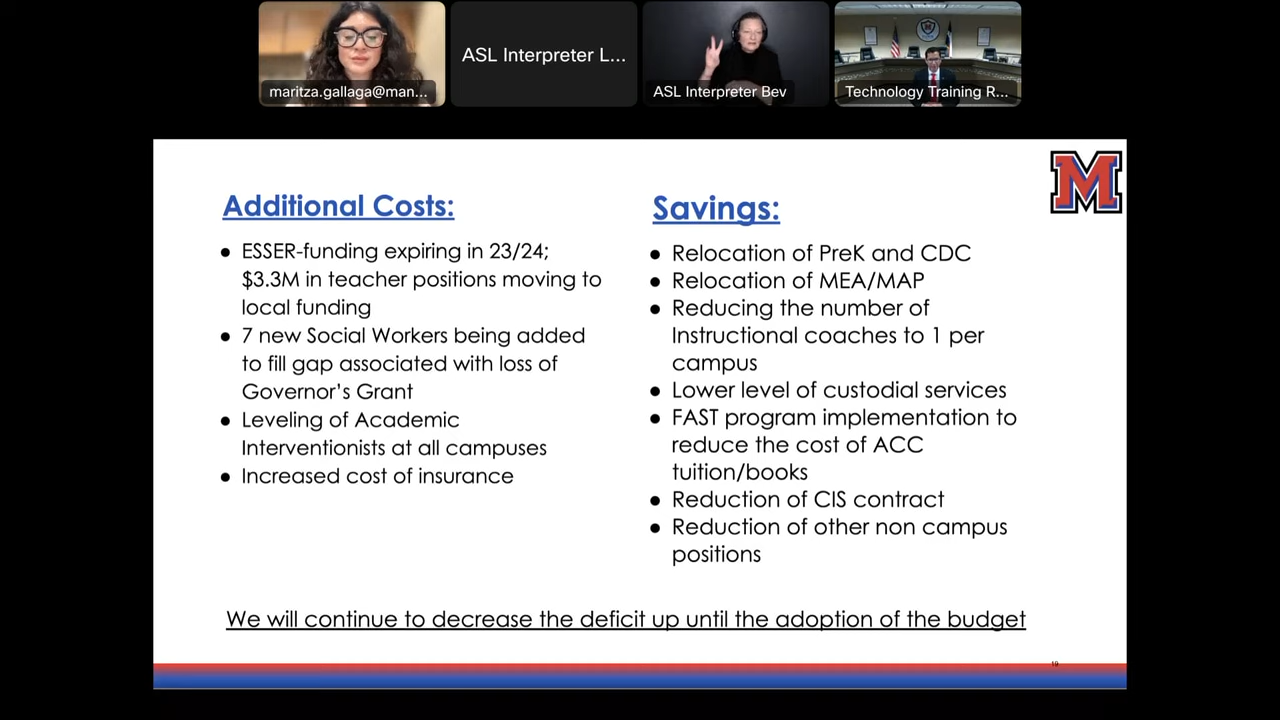 maritza.gallaga@man...
ASL Interpreter L...
ASL Interpreter Bev
Technology Training R...
M
Additional Costs:
● ESSER-funding expiring in 23/24;
$3.3M in teacher positions moving to
local funding
● 7 new Social Workers being added
to fill gap associated with loss of
Governor's Grant
● Leveling of Academic
Interventionists at all campuses
● Increased cost of insurance
Savings:
● Relocation of PreK and CDC
● Relocation of MEA/MAP
● Reducing the number of
Instructional coaches to 1 per
campus
● Lower level of custodial services
● FAST program implementation to
reduce the cost of ACC
tuition/books
● Reduction of CIS contract
● Reduction of other non campus
positions
We will continue to decrease the deficit up until the adoption of the budget
19